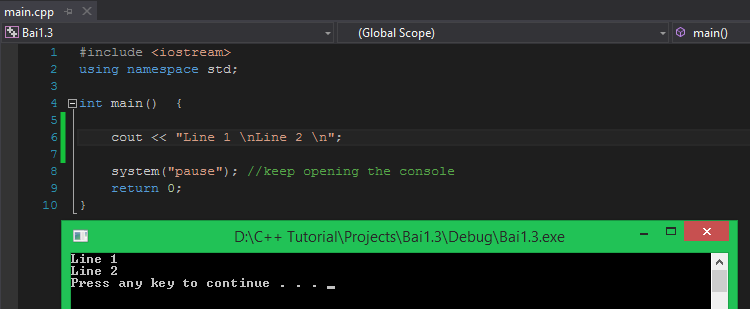 main.cpp
Bai1.3 (Global Scope) main()
1 #include <iostream>
2 using namespace std;
3
4 int main()  {
5
6     cout << "Line 1 \nLine 2 \n";
7
8     system("pause"); //keep opening the console
9     return 0;
10 }
D:\C++ Tutorial\Projects\Bai1.3\Debug\Bai1.3.exe
Line 1
Line 2
Press any key to continue . . . _